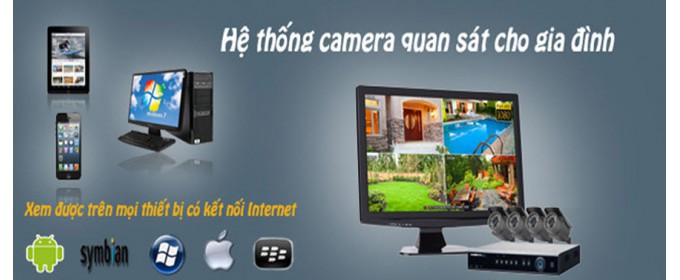 Hệ thống camera quan sát cho gia đình
Xem được trên mọi thiết bị có kết nối Internet
symbian